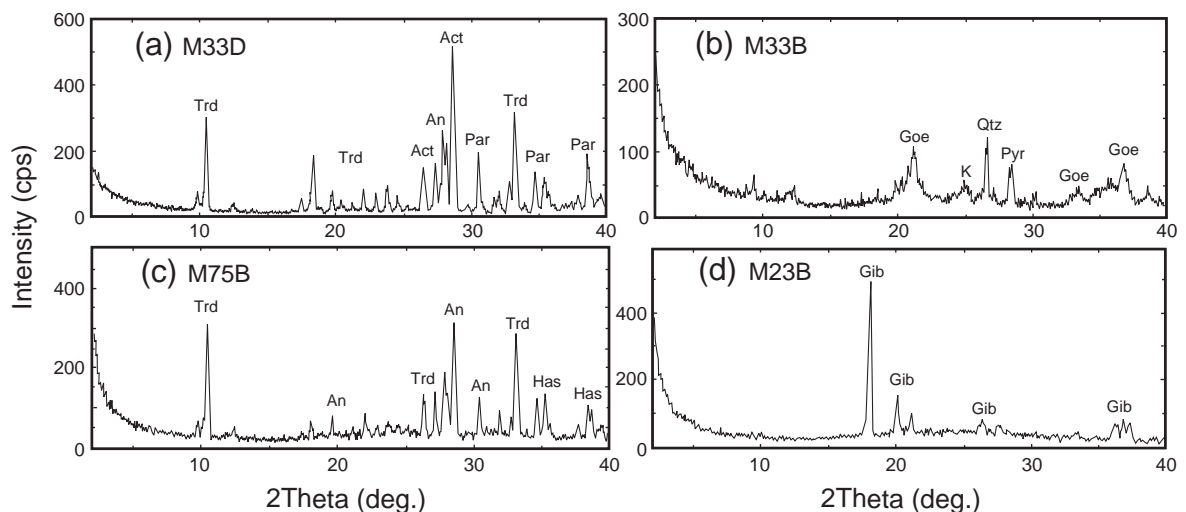 (a) M33D
600
400
200
0
10
20
30
40
Trd
Trd
Act
An
Act
Par
Trd
Par
Par
(b) M33B
300
200
100
0
10
20
30
40
Goe
K
Qtz
Pyr
Goe
Goe
(c) M75B
400
200
0
10
20
30
40
Trd
An
Trd
An
An
Trd
Has
Has
(d) M23B
400
200
0
10
20
30
40
Gib
Gib
Gib
Gib
Intensity (cps)
2Theta (deg.)
2Theta (deg.)